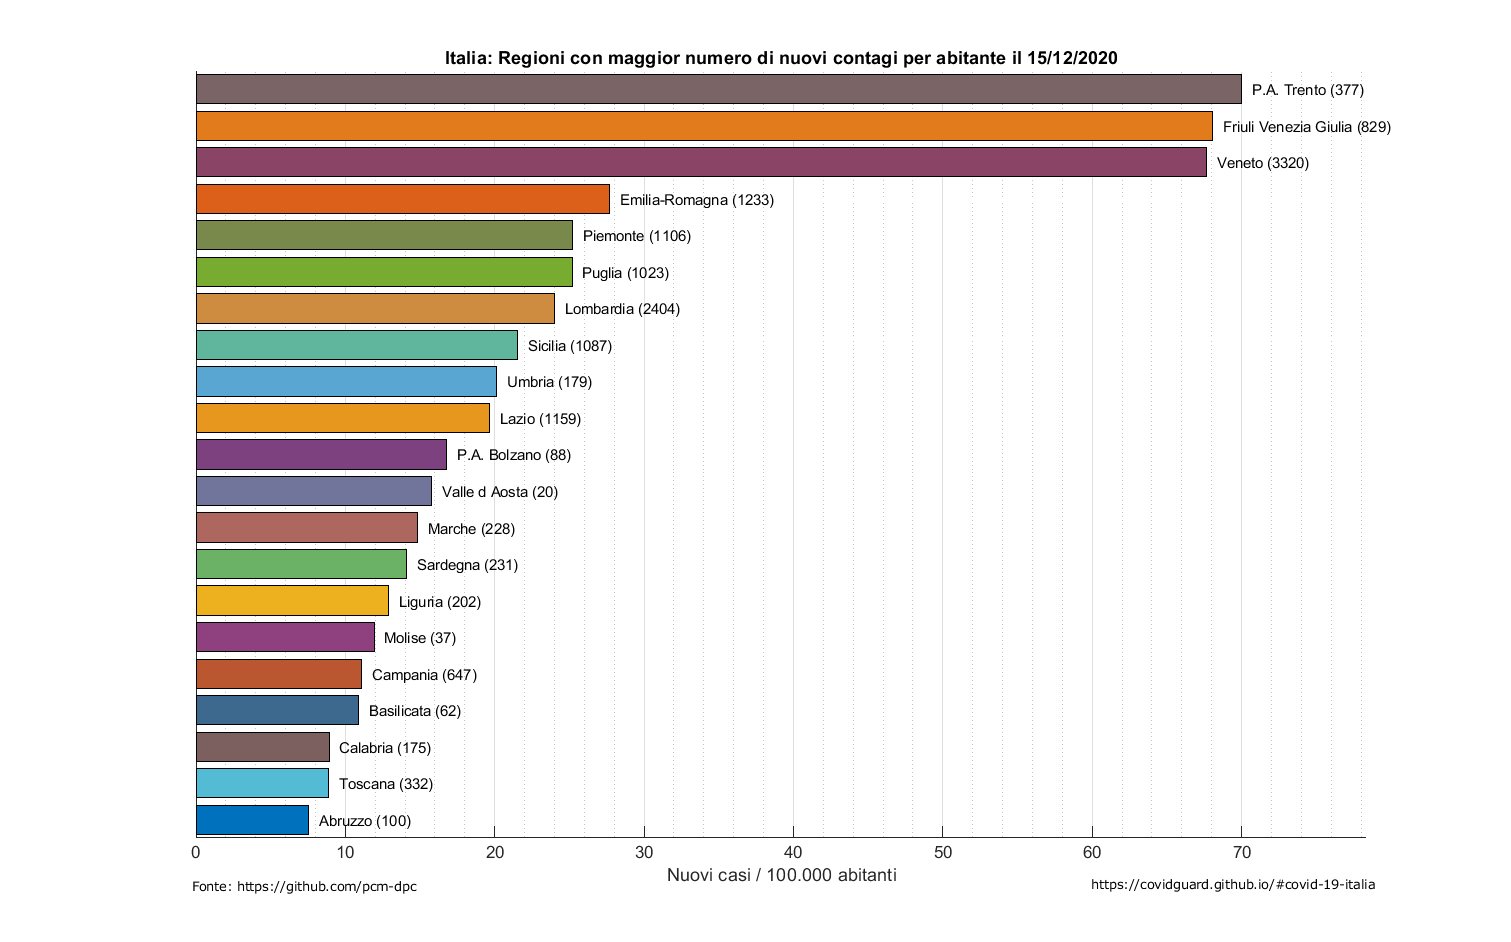 Italia: Regioni con maggior numero di nuovi contagi per abitante il 15/12/2020
P.A. Trento (377)
Friuli Venezia Giulia (829)
Veneto (3320)
Emilia-Romagna (1233)
Piemonte (1106)
Puglia (1023)
Lombardia (2404)
Sicilia (1087)
Umbria (179)
Lazio (1159)
P.A. Bolzano (88)
Valle d Aosta (20)
Marche (228)
Sardegna (231)
Liguria (202)
Molise (37)
Campania (647)
Basilicata (62)
Calabria (175)
Toscana (332)
Abruzzo (100)
0 10 20 30 40 50 60 70
Nuovi casi / 100.000 abitanti
Fonte: https://github.com/pcm-dpc
https://covidguard.github.io/#covid-19-italia